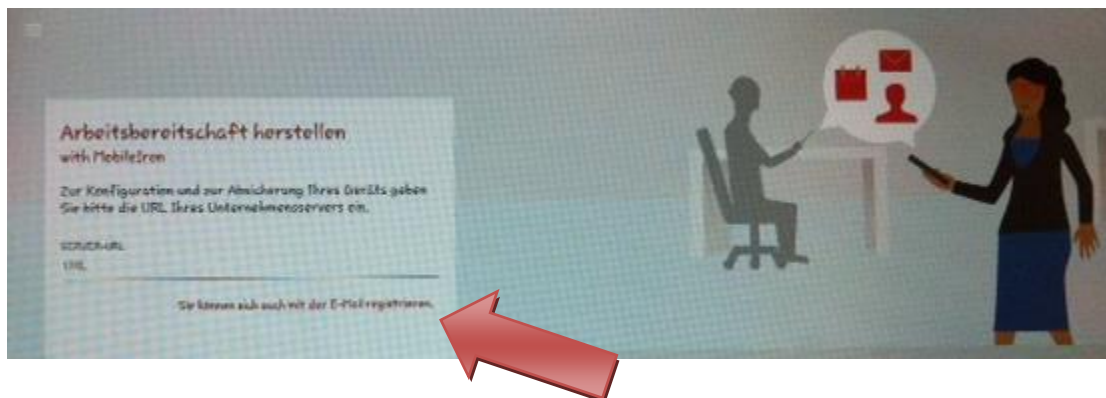 Arbeitsbereitschaft herstellen
with MobileIron
Zur Konfiguration und zur Absicherung Ihres Geräts geben
Sie bitte die URL Ihres Unternehmensservers ein.
SERVER-URL
URL
Sie können sich auch mit der E-Mail registrieren.